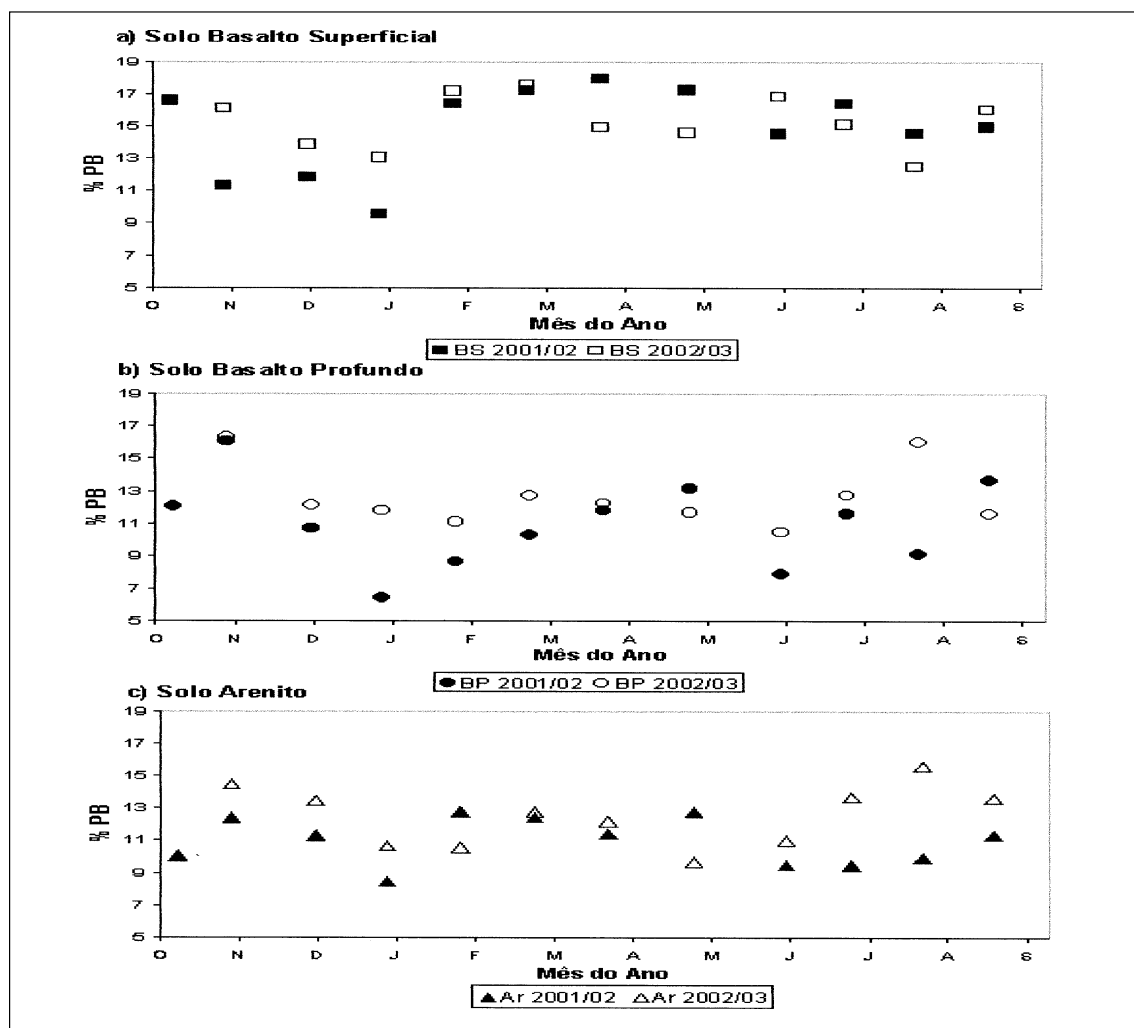 a) Solo Basalto Superficial
19
17
15
13
11
9
7
5
% PB
O N D J F M A M J J A S
Mês do Ano
BS 2001/02 BS 2002/03
b) Solo Basalto Profundo
19
17
15
13
11
9
7
5
% PB
O N D J F M A M J J A S
Mês do Ano
BP 2001/02 BP 2002/03
c) Solo Arenito
19
17
15
13
11
9
7
5
% PB
O N D J F M A M J J A S
Mês do Ano
Ar 2001/02 Ar 2002/03